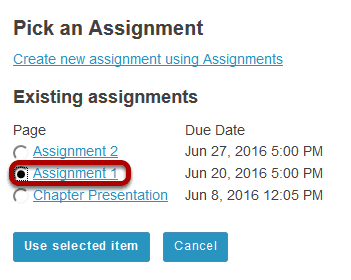 Pick an Assignment
Create new assignment using Assignments
Existing assignments
Page Due Date
Assignment 2 Jun 27, 2016 5:00 PM
Assignment 1 Jun 20, 2016 5:00 PM
Chapter Presentation Jun 8, 2016 12:05 PM
Use selected item Cancel